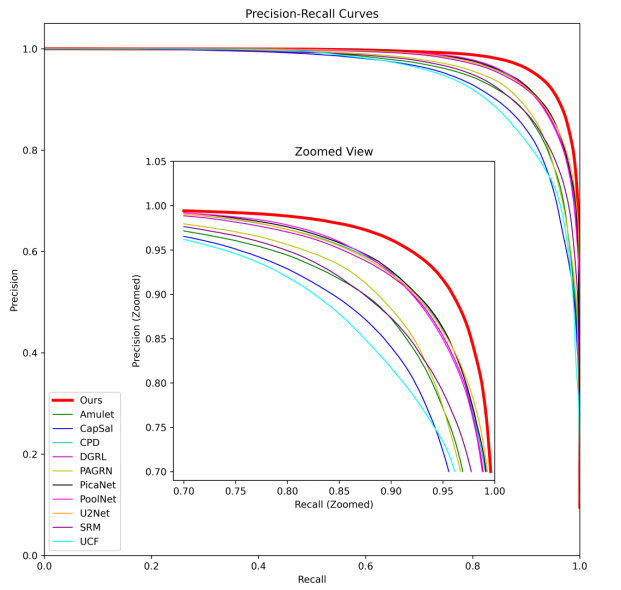 Precision-Recall Curves
1.0
0.8
0.6
0.4
0.2
0.0
Precision
Zoomed View
1.05
1.00
0.95
0.90
0.85
0.80
0.75
0.70
Precision (Zoomed)
0.70 0.75 0.80 0.85 0.90 0.95 1.00
Recall (Zoomed)
Ours
Amulet
CapSal
CPD
DGRL
PAGRN
PicaNet
PoolNet
U2Net
SRM
UCF
0.0 0.2 0.4 0.6 0.8 1.0
Recall